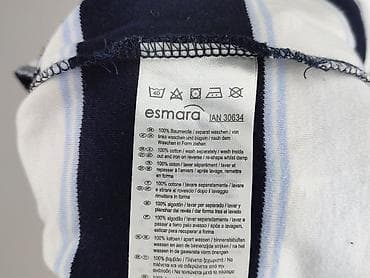 40
esmara IAN 30634
100% Baumwolle / separat waschen / von
links waschen und bügeln / nach dem
Waschen in Form ziehen
100% cotton / wash separately / wash inside
out and iron on reverse / re-shape whilst damp
100% coton / laver séparément / laver et
repasser à l'envers / après lavage, remettre
en forma
100% cotone / lavare separatamente / lavare
e stirare al rovescio / dopo il lavaggio
rimettere in forma
100% algodón / lavar por separado / lavar y
planchar del revés / dar forma tras el lavado
100% algodão / lavar separadamente / lavar e
passar a ferro pelo avesso / após a lavagem,
esticar para recuperar a forma
100% katoen / apart wassen / binnenstebuiten
wassen en aan de binnenkant strijken / na het
wassen in vorm trekken